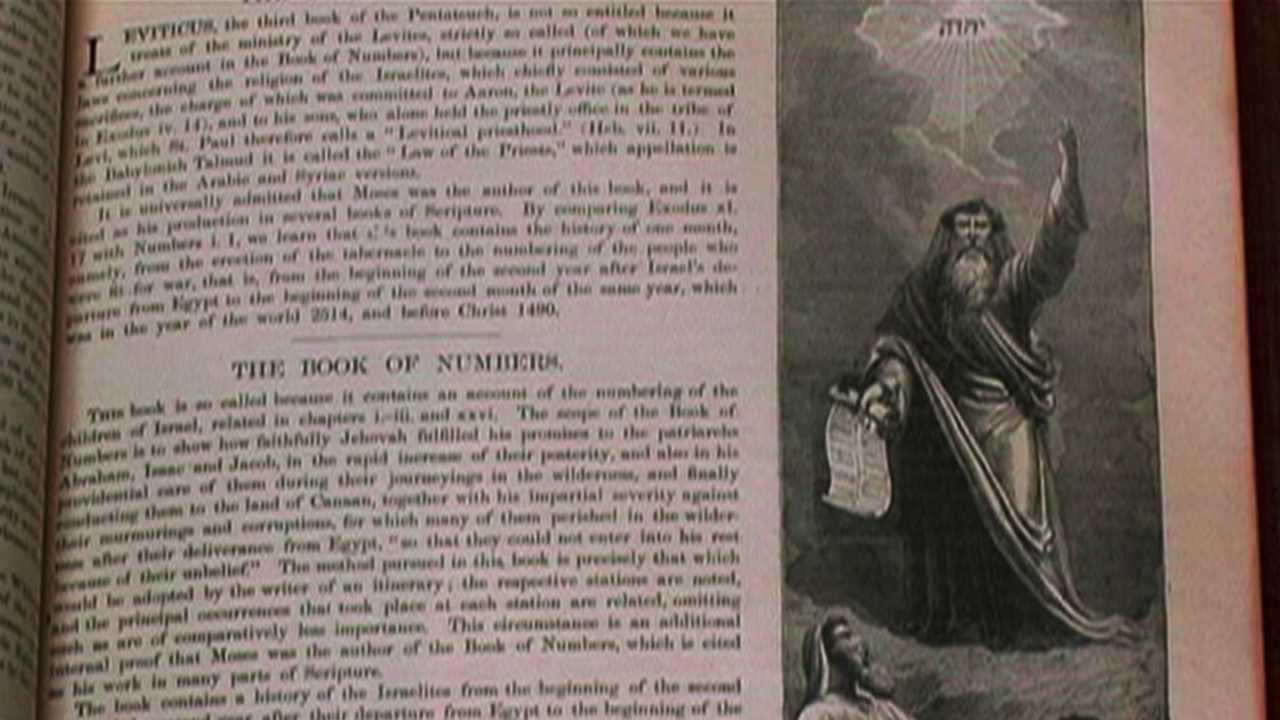 LEVITICUS, the third book of the Pentateuch, is not so entitled because it
treats of the ministry of the Levites, strictly so called (of which we have
a further account in the Book of Numbers), but because it principally contains the
laws concerning the religion of the Israelites, which chiefly consisted of various
sacrifices, the charge of which was committed to Aaron, the Levite (as he is termed
in Exodus iv. 14), and to his sons, who alone held the priestly office in the tribe of
Levi, which St. Paul therefore calls a "Levitical priesthood." (Heb. vii. 11.) In
the Babylonish Talmud it is called the "Law of the Priests," which appellation is
retained in the Arabic and Syriac versions.
It is universally admitted that Moses was the author of this book, and it is
cited as his production in several books of Scripture. By comparing Exodus xl.
17 with Numbers i. 1, we learn that this book contains the history of one month,
namely, from the erection of the tabernacle to the numbering of the people who
were fit for war, that is, from the beginning of the second year after Israel's de-
parture from Egypt to the beginning of the second month of the same year, which
was in the year of the world 2514, and before Christ 1490.
THE BOOK OF NUMBERS.
THIS book is so called because it contains an account of the numbering of the
children of Israel, related in chapters i.-iii. and xxvi. The scope of the Book of
Numbers is to show how faithfully Jehovah fulfilled his promises to the patriarchs
Abraham, Isaac and Jacob, in the rapid increase of their posterity, and also in his
providential care of them during their journeyings in the wilderness, and finally
conducting them to the land of Canaan, together with his impartial severity against
their murmurings and corruptions, for which many of them perished in the wilder-
ness after their deliverance from Egypt, "so that they could not enter into his rest
because of their unbelief." The method pursued in this book is precisely that which
would be adopted by the writer of an itinerary; the respective stations are noted,
and the principal occurrences that took place at each station are related, omitting
such as are of comparatively less importance. This circumstance is an additional
internal proof that Moses was the author of the Book of Numbers, which is cited
as his work in many parts of Scripture.
The book contains a history of the Israelites from the beginning of the second
year after their departure from Egypt to the beginning of the
יהוה